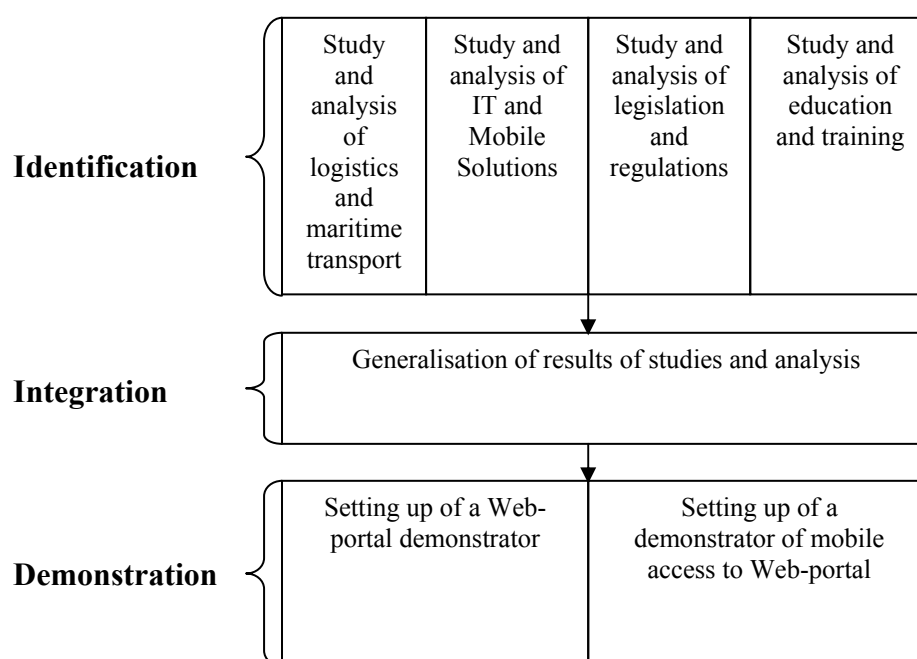 Identification
Study
and
analysis
of
logistics
and
maritime
transport
Study and
analysis of
IT and
Mobile
Solutions
Study and
analysis of
legislation
and
regulations
Study and
analysis of
education
and training
Integration
Generalisation of results of studies and analysis
Demonstration
Setting up of a Web-
portal demonstrator
Setting up of a
demonstrator of mobile
access to Web-portal